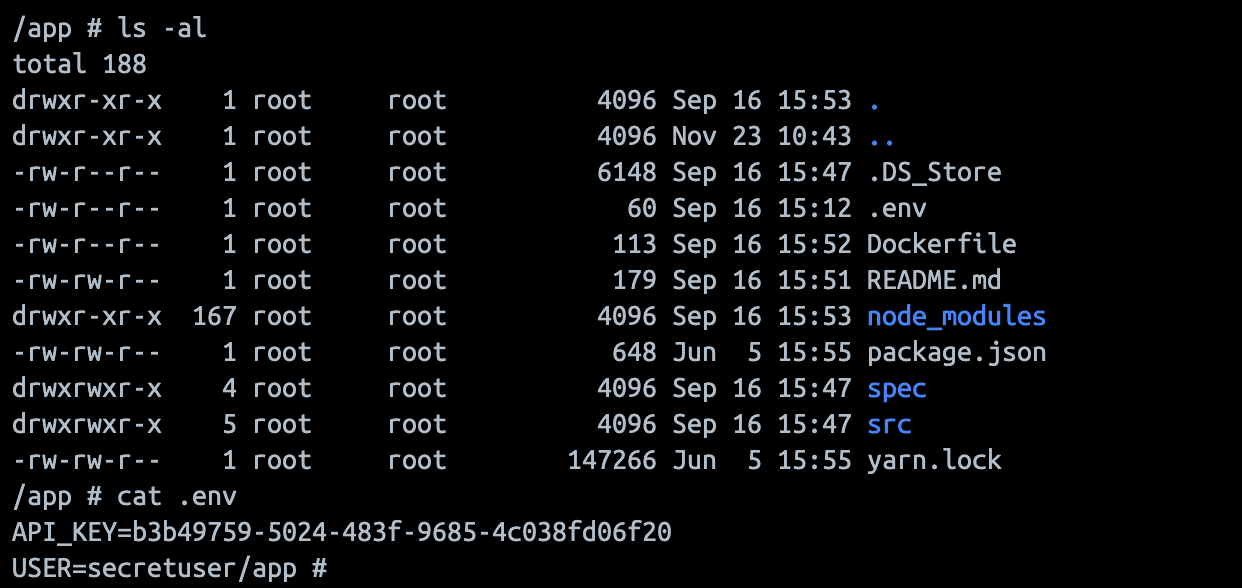 /app # ls -al
total 188
drwxr-xr-x    1 root     root          4096 Sep 16 15:53 .
drwxr-xr-x    1 root     root          4096 Nov 23 10:43 ..
-rw-r--r--    1 root     root          6148 Sep 16 15:47 .DS_Store
-rw-r--r--    1 root     root            60 Sep 16 15:12 .env
-rw-r--r--    1 root     root           113 Sep 16 15:52 Dockerfile
-rw-rw-r--    1 root     root           179 Sep 16 15:51 README.md
drwxr-xr-x  167 root     root          4096 Sep 16 15:53 node_modules
-rw-rw-r--    1 root     root           648 Jun  5 15:55 package.json
drwxrwxr-x    4 root     root          4096 Sep 16 15:47 spec
drwxrwxr-x    5 root     root          4096 Sep 16 15:47 src
-rw-rw-r--    1 root     root        147266 Jun  5 15:55 yarn.lock
/app # cat .env
API_KEY=b3b49759-5024-483f-9685-4c038fd06f20
USER=secretuser/app #